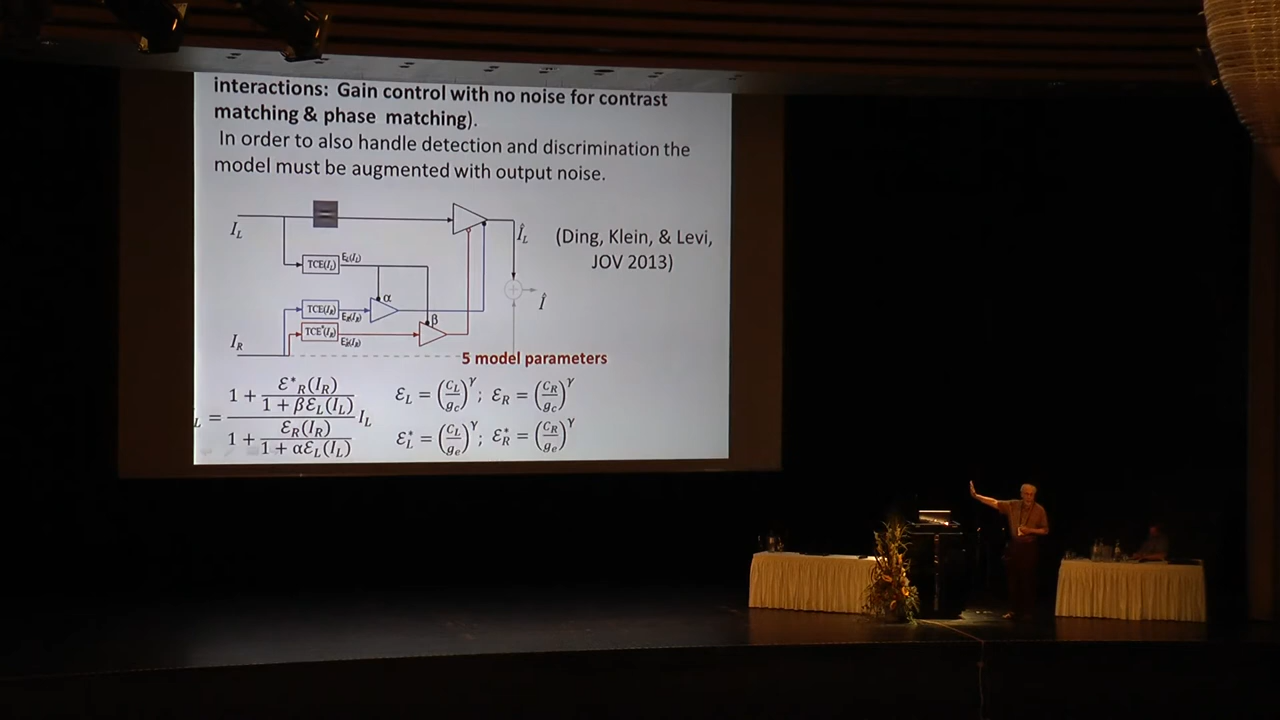 interactions: Gain control with no noise for contrast
matching & phase matching).
In order to also handle detection and discrimination the
model must be augmented with output noise.
I_L
Î_L
(Ding, Klein, & Levi,
JOV 2013)
TCE(I_L) E_L(I_L)
α
TCE(I_R) E_R(I_R)
Î
β
TCE*(I_R) E*_R(I_R)
I_R
5 model parameters
L = (1 + ℰ*_R(I_R) / (1 + βℰ_L(I_L))) / (1 + ℰ_R(I_R) / (1 + αℰ_L(I_L))) I_L
ℰ_L = (C_L/g_c)^γ ; ℰ_R = (C_R/g_c)^γ
ℰ*_L = (C_L/g_e)^γ ; ℰ*_R = (C_R/g_e)^γ